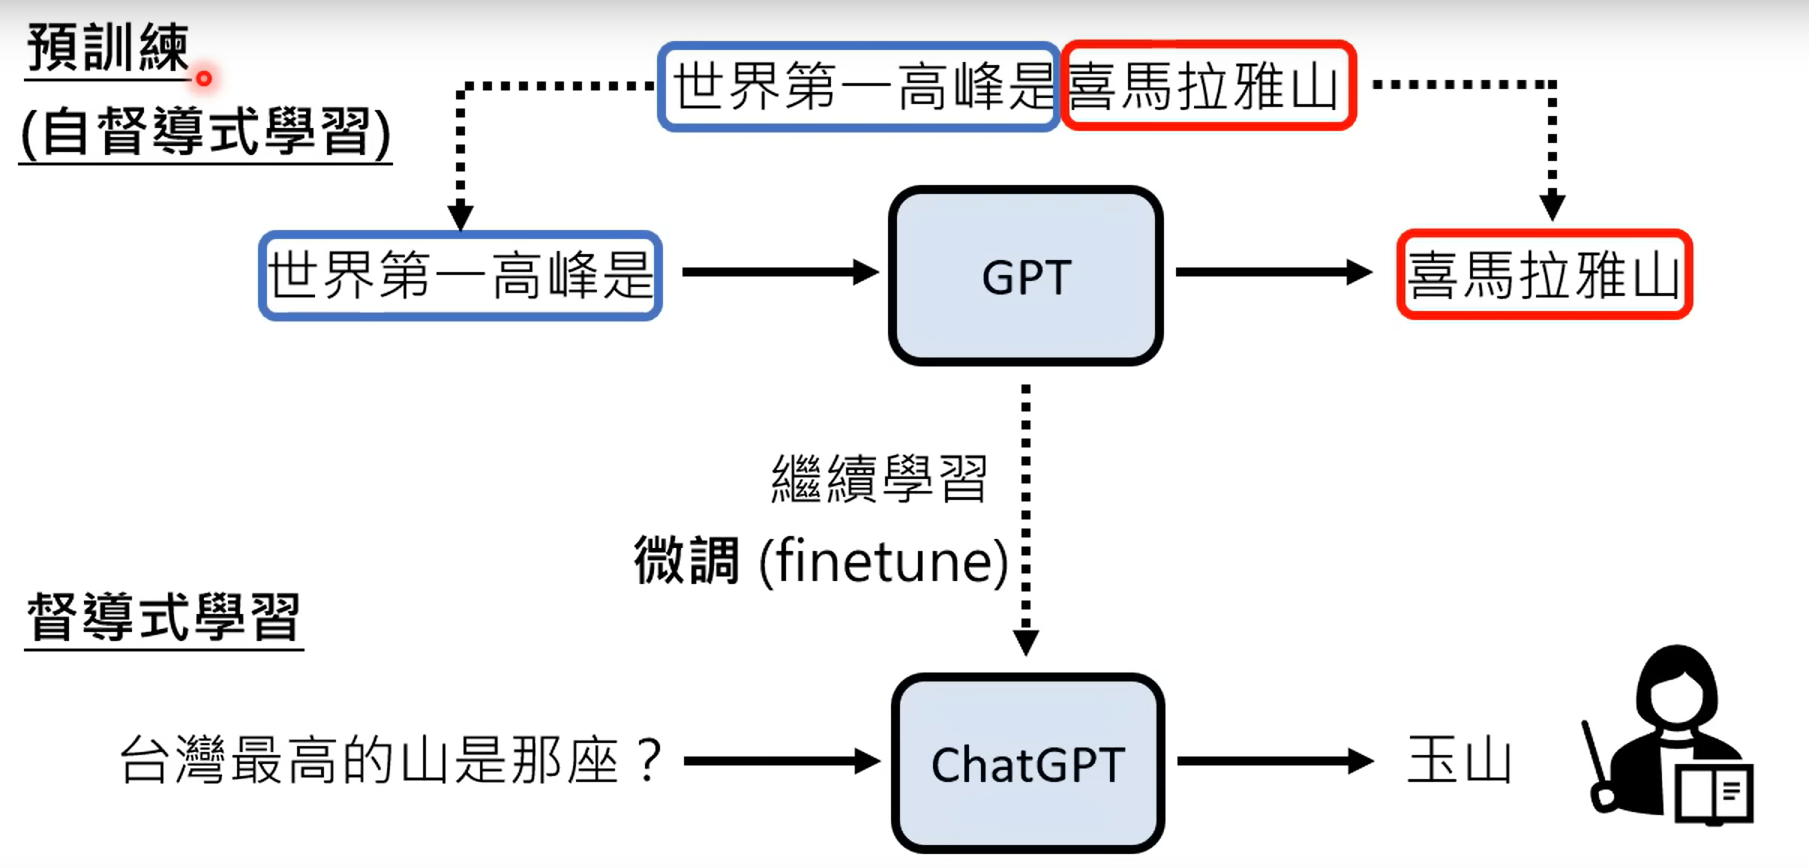 預訓練
(自督導式學習)
世界第一高峰是喜馬拉雅山
世界第一高峰是
GPT
喜馬拉雅山
繼續學習
微調 (finetune)
督導式學習
台灣最高的山是那座？
ChatGPT
玉山